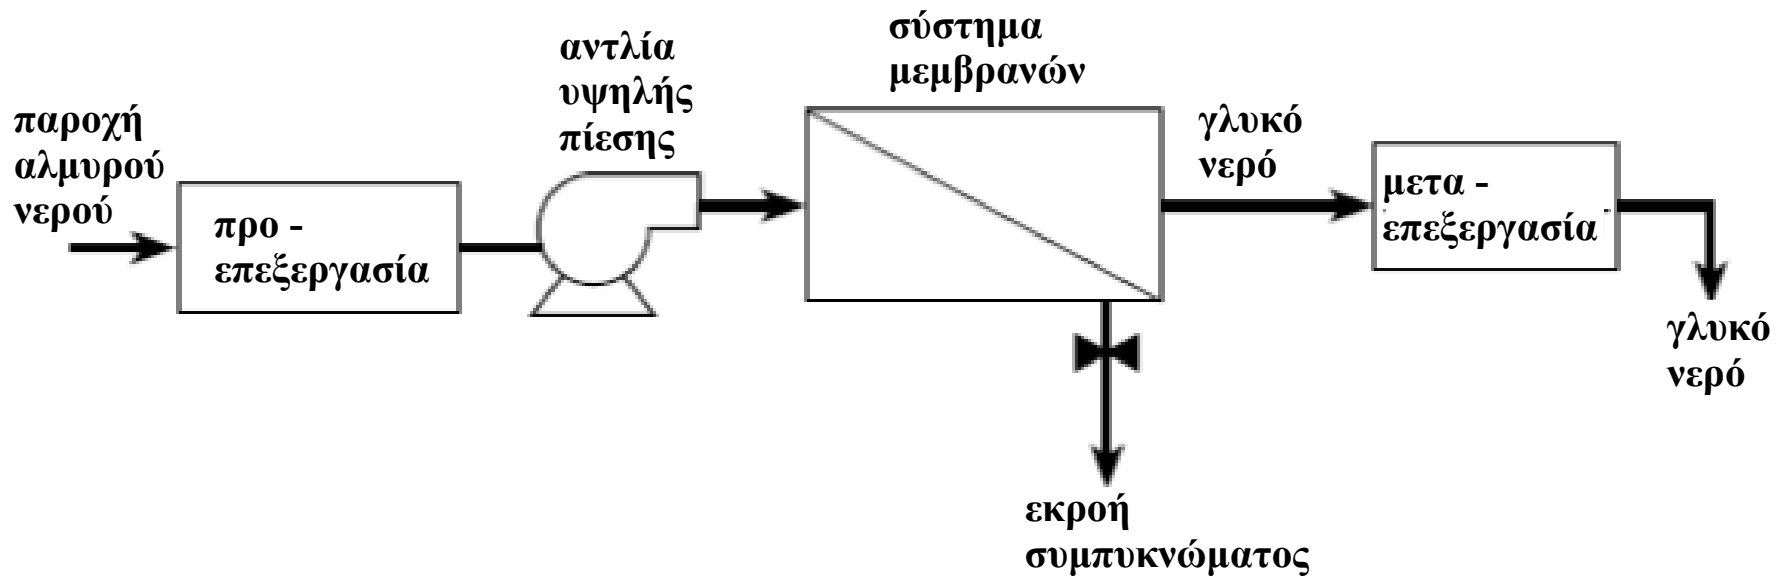 παροχή
αλμυρού
νερού
προ -
επεξεργασία
αντλία
υψηλής
πίεσης
σύστημα
μεμβρανών
γλυκό
νερό
μετα -
επεξεργασία
γλυκό
νερό
εκροή
συμπυκνώματος